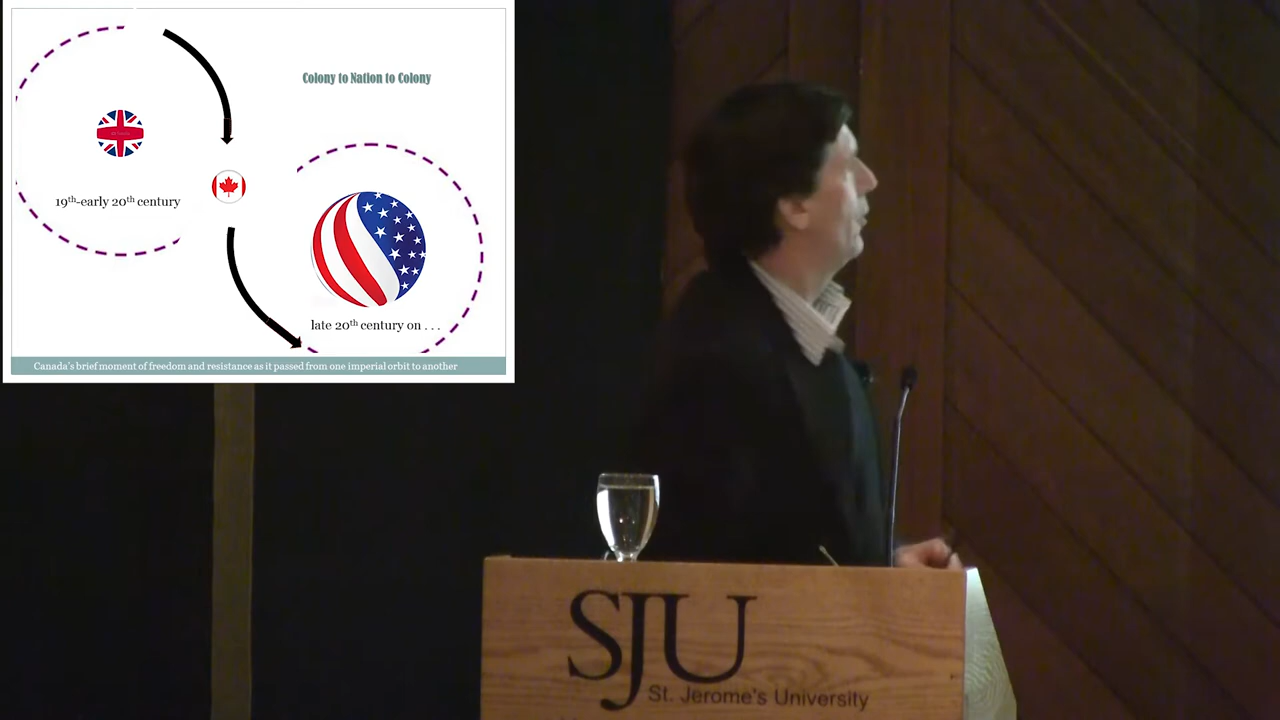 Colony to Nation to Colony
19th-early 20th century
late 20th century on . . .
Canada's brief moment of freedom and resistance as it passed from one imperial orbit to another
SJU
St. Jerome's University